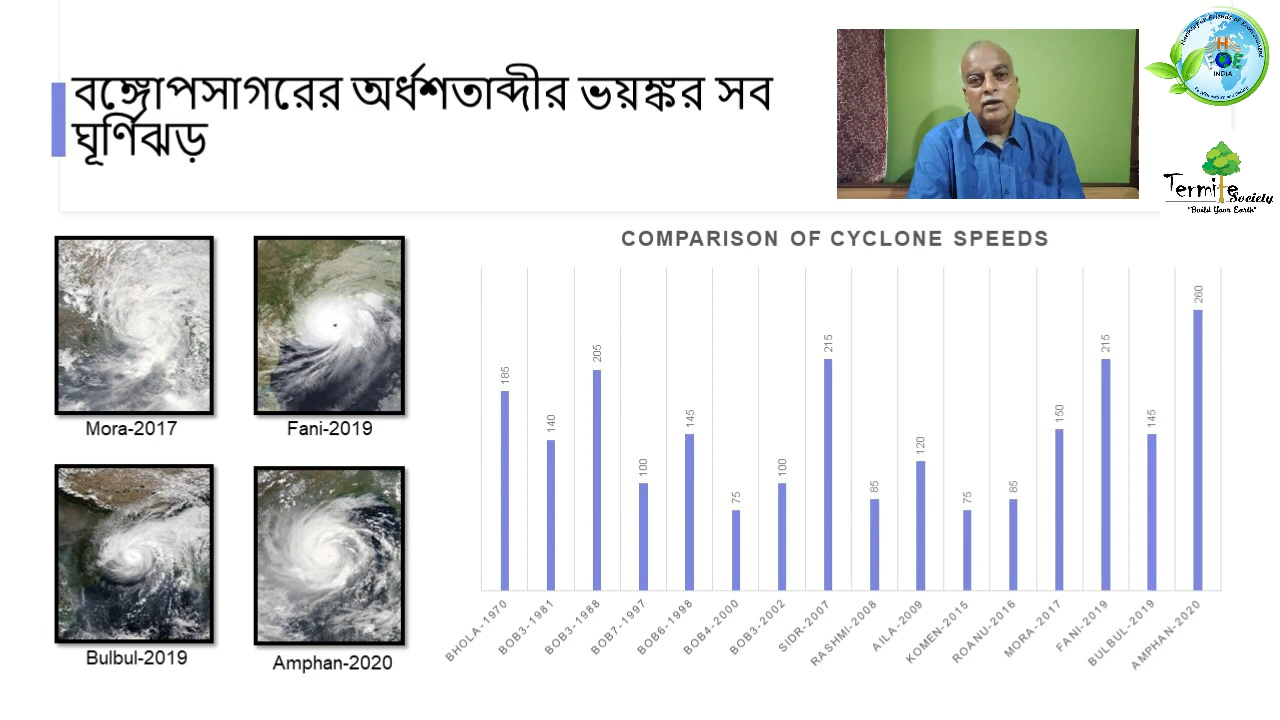 বঙ্গোপসাগরের অর্ধশতাব্দীর ভয়ঙ্কর সব
ঘূর্ণিঝড়
INDIA
Termite
Society
"Build Your Earth"
Mora-2017
Fani-2019
Bulbul-2019
Amphan-2020
COMPARISON OF CYCLONE SPEEDS
185
140
205
100
145
75
100
215
85
120
75
85
150
215
145
260
BHOLA-1970
BOB3-1981
BOB3-1988
BOB7-1997
BOB6-1998
BOB4-2000
BOB3-2002
SIDR-2007
RASHMI-2008
AILA-2009
KOMEN-2015
ROANU-2016
MORA-2017
FANI-2019
BULBUL-2019
AMPHAN-2020